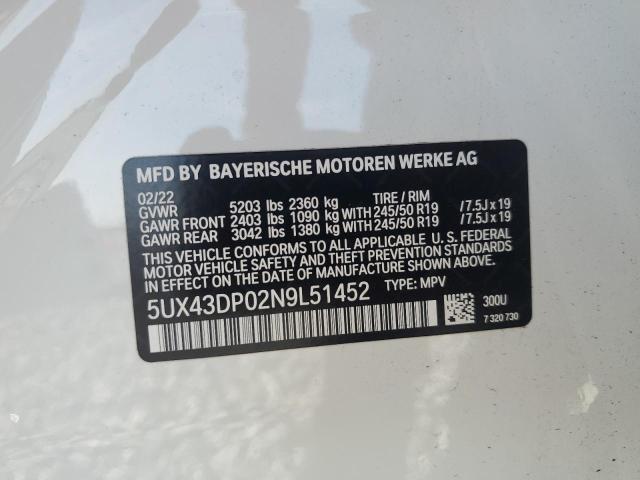 MFD BY BAYERISCHE MOTOREN WERKE AG
02/22 TIRE / RIM
GVWR 5203 lbs 2360 kg
GAWR FRONT 2403 lbs 1090 kg WITH 245/50 R19 /7.5J x 19
GAWR REAR 3042 lbs 1380 kg WITH 245/50 R19 /7.5J x 19
THIS VEHICLE CONFORMS TO ALL APPLICABLE U. S. FEDERAL
MOTOR VEHICLE SAFETY AND THEFT PREVENTION STANDARDS
IN EFFECT ON THE DATE OF MANUFACTURE SHOWN ABOVE.
5UX43DP02N9L51452 TYPE: MPV 300U
7 320 730